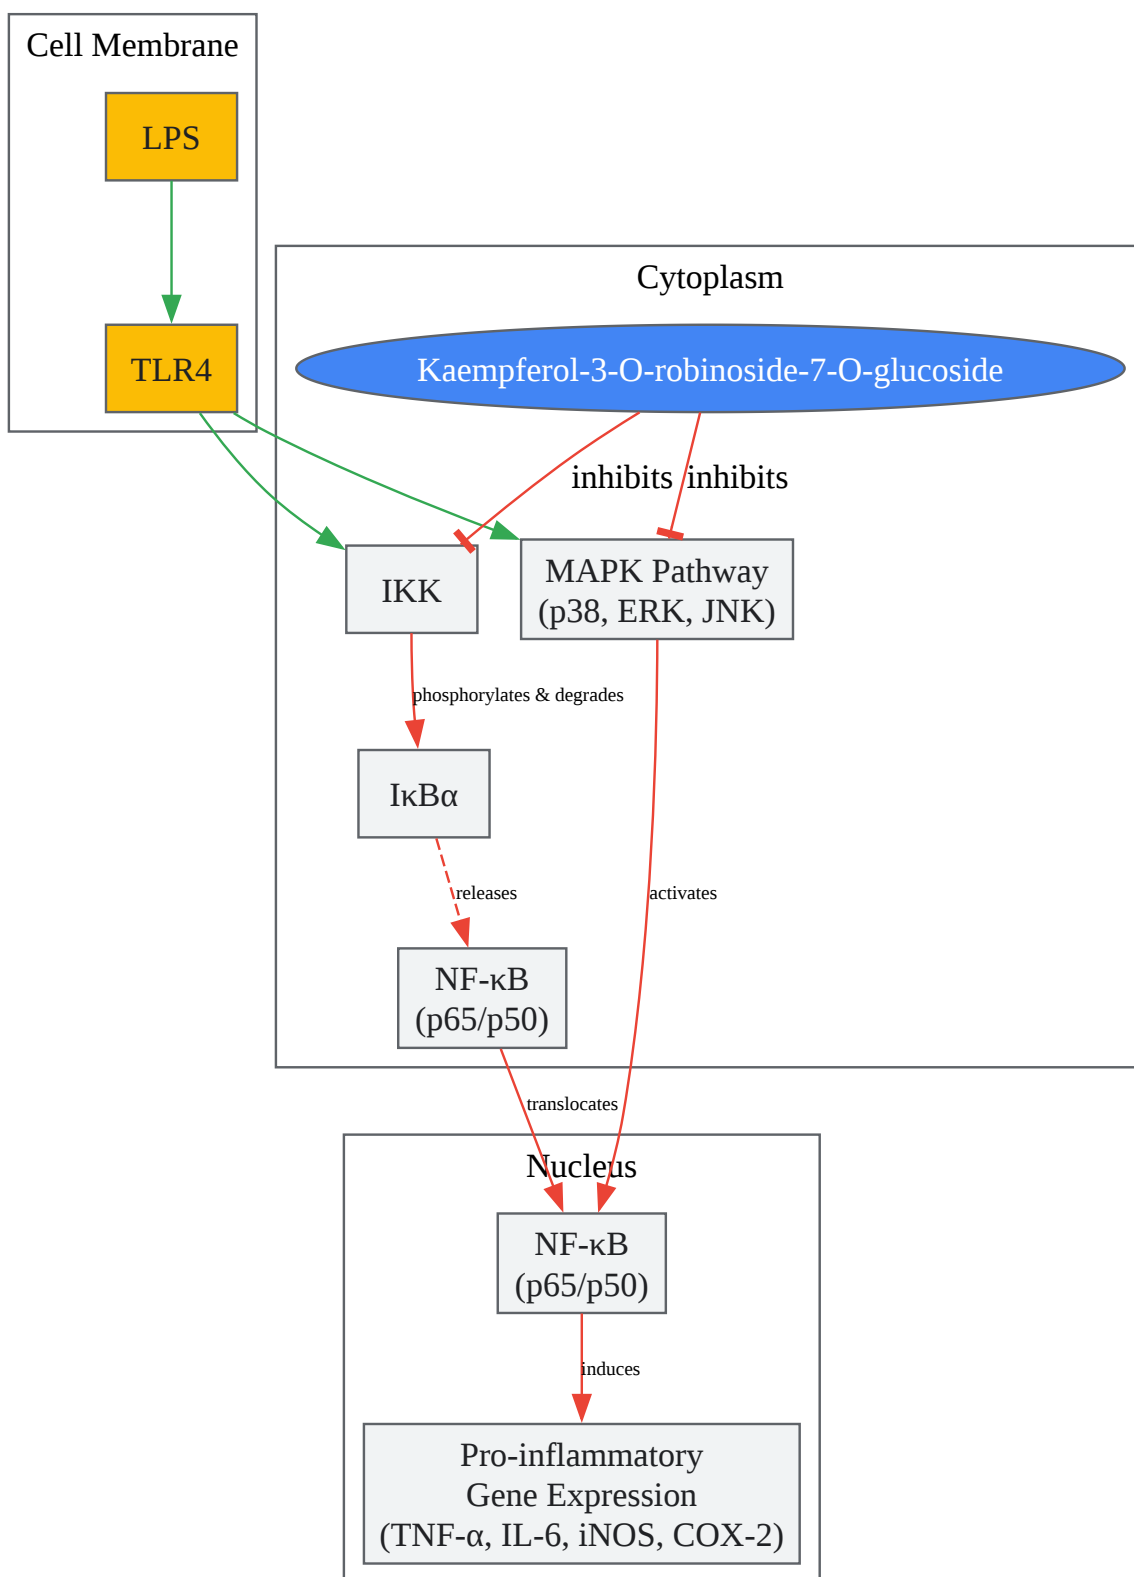 Cell Membrane
LPS
TLR4
Cytoplasm
Kaempferol-3-O-robinoside-7-O-glucoside
inhibits
inhibits
IKK
MAPK Pathway
(p38, ERK, JNK)
phosphorylates & degrades
IκBα
releases
activates
NF-κB
(p65/p50)
translocates
Nucleus
NF-κB
(p65/p50)
induces
Pro-inflammatory
Gene Expression
(TNF-α, IL-6, iNOS, COX-2)